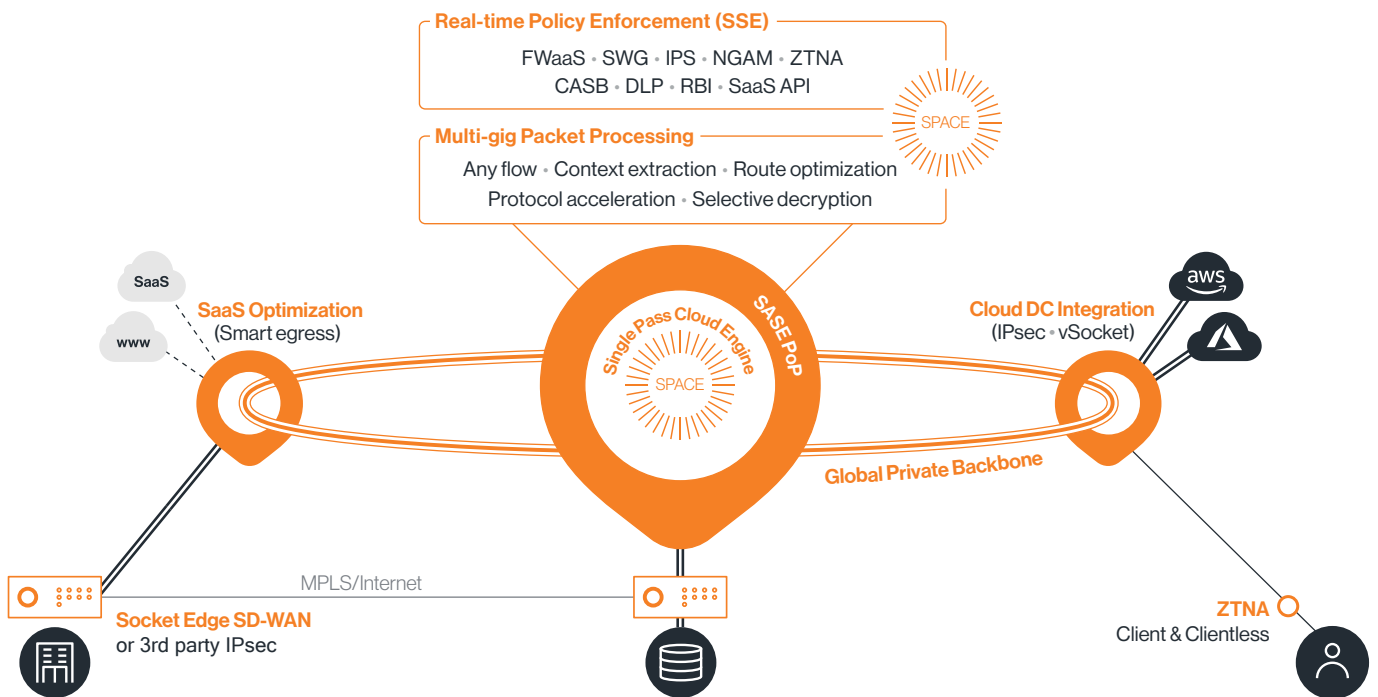 Real-time Policy Enforcement (SSE)
FWaaS • SWG • IPS • NGAM • ZTNA
CASB • DLP • RBI • SaaS API
SPACE
Multi-gig Packet Processing
Any flow • Context extraction • Route optimization
Protocol acceleration • Selective decryption
SaaS
www
SaaS Optimization
(Smart egress)
Single Pass Cloud Engine
SPACE
SASE PoP
Cloud DC Integration
(IPsec • vSocket)
aws
Global Private Backbone
MPLS/Internet
Socket Edge SD-WAN
or 3rd party IPsec
ZTNA
Client & Clientless